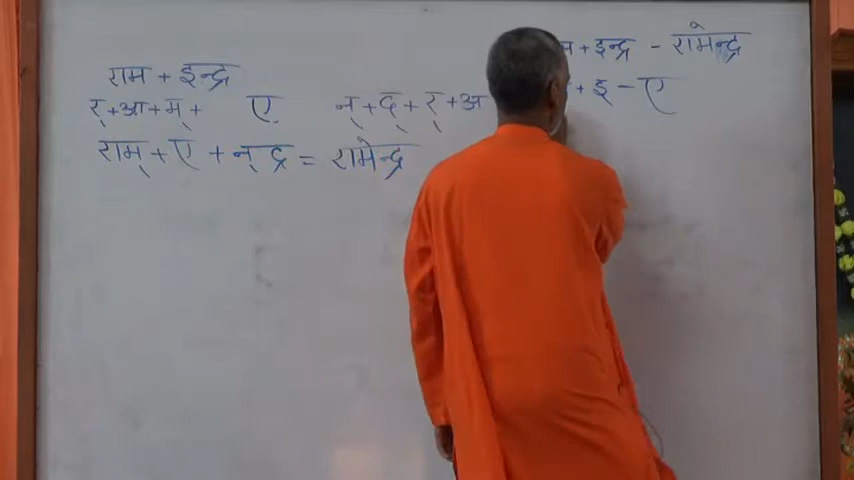 राम + इन्द्र
र् + आ + म् + ए. न् + द् + र् + अ
राम् + ए + न् द्र = रामेन्द्र
म + इन्द्र - रामेन्द्र
+ इ - ए